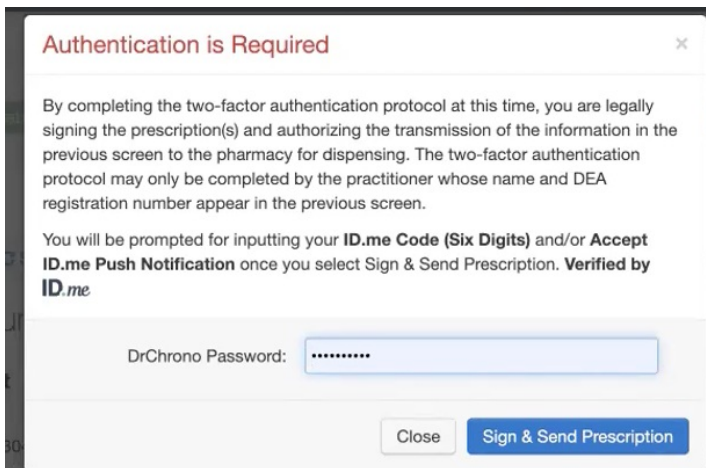 Authentication is Required ×
By completing the two-factor authentication protocol at this time, you are legally
signing the prescription(s) and authorizing the transmission of the information in the
previous screen to the pharmacy for dispensing. The two-factor authentication
protocol may only be completed by the practitioner whose name and DEA
registration number appear in the previous screen.
You will be prompted for inputting your ID.me Code (Six Digits) and/or Accept
ID.me Push Notification once you select Sign & Send Prescription. Verified by
ID.me
DrChrono Password: ••••••••••
Close Sign & Send Prescription